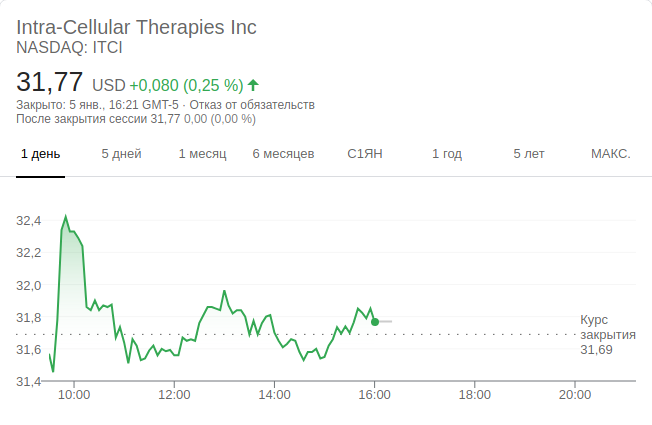 Intra-Cellular Therapies Inc
NASDAQ: ITCI
31,77 USD +0,080 (0,25 %)
Закрыто: 5 янв., 16:21 GMT-5 · Отказ от обязательств
После закрытия сессии 31,77 0,00 (0,00 %)
1 день 5 дней 1 месяц 6 месяцев С1ЯН 1 год 5 лет МАКС.
32,4
32,2
32,0
31,8
31,6
31,4
Курс
закрытия
31,69
10:00 12:00 14:00 16:00 18:00 20:00